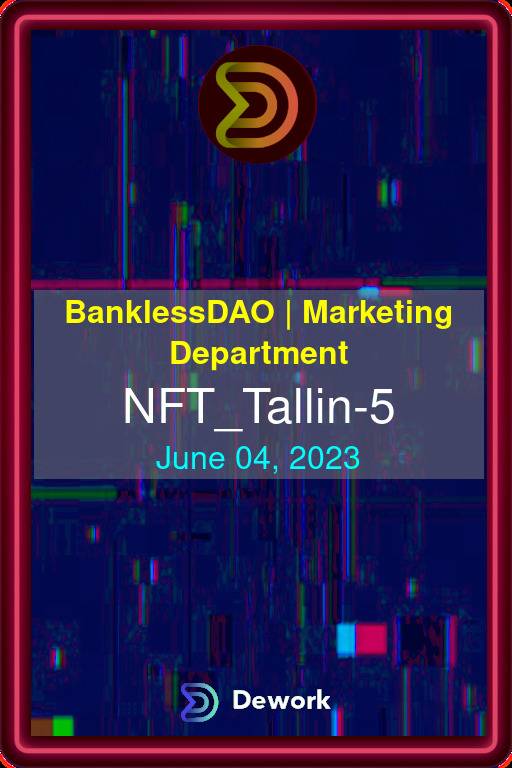 BanklessDAO | Marketing
Department
NFT_Tallin-5
June 04, 2023
Dework